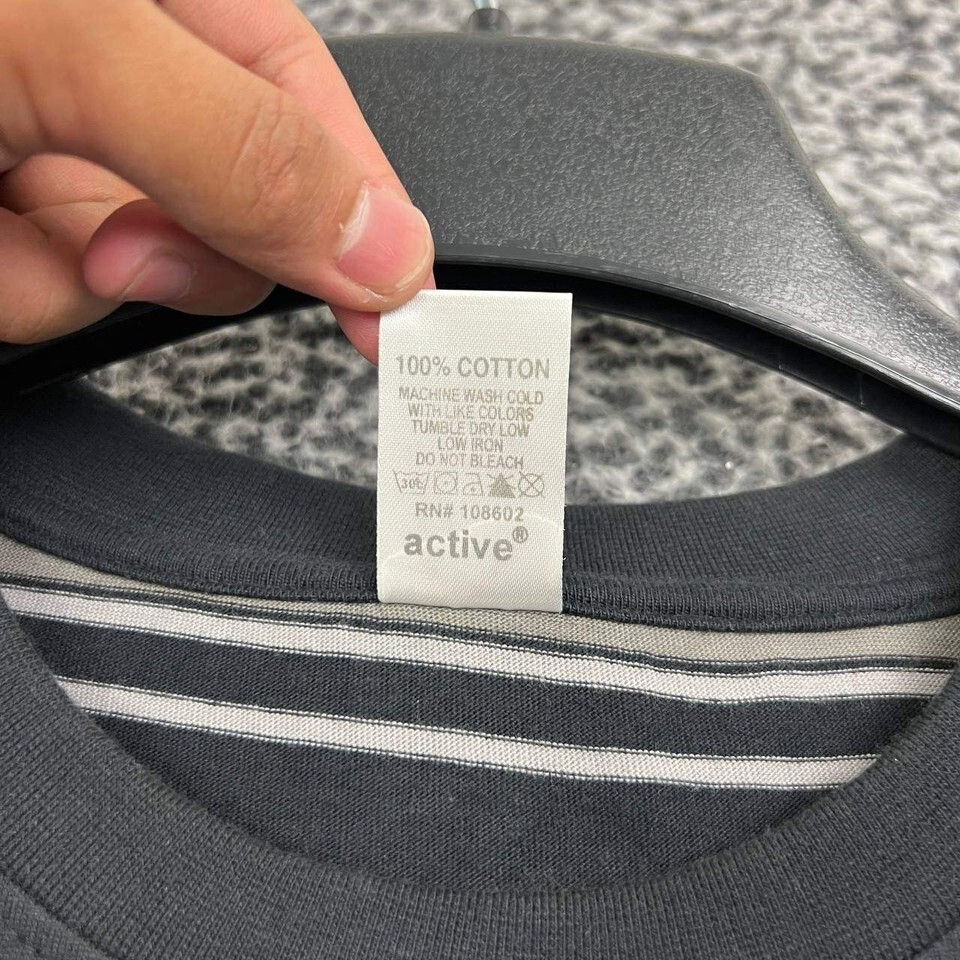 100% COTTON
MACHINE WASH COLD
WITH LIKE COLORS
TUMBLE DRY LOW
LOW IRON
DO NOT BLEACH
30°
RN# 108602
active®